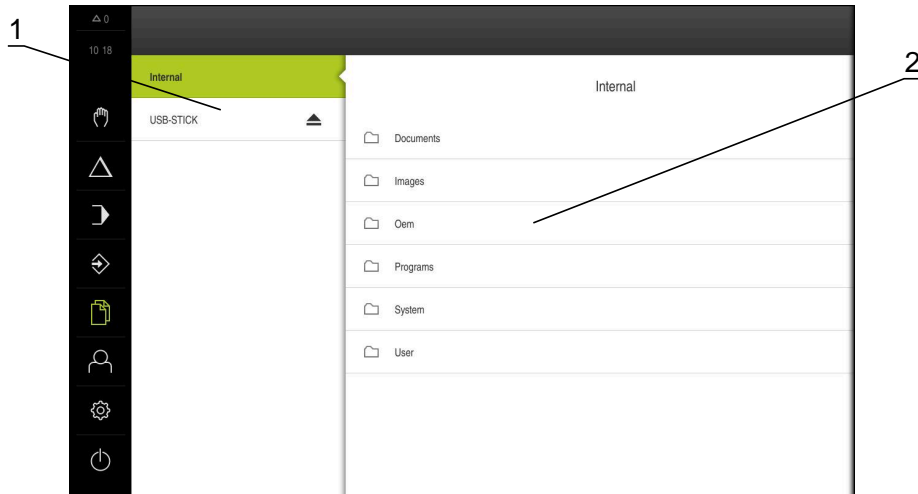 1
2
0
10 18
Internal
USB-STICK
Internal
Documents
Images
Oem
Programs
System
User